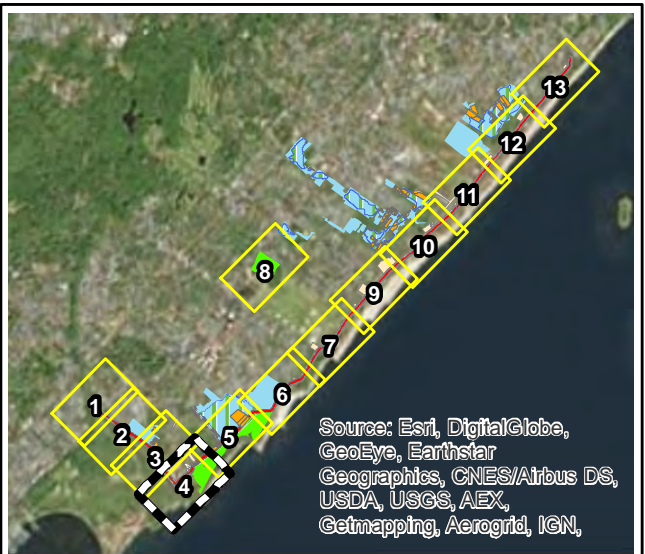 13
12
11
10
8
9
7
6
1
2
5
3
4
Source: Esri, DigitalGlobe,
GeoEye, Earthstar
Geographics, CNES/Airbus DS,
USDA, USGS, AEX,
Getmapping, Aerogrid, IGN,